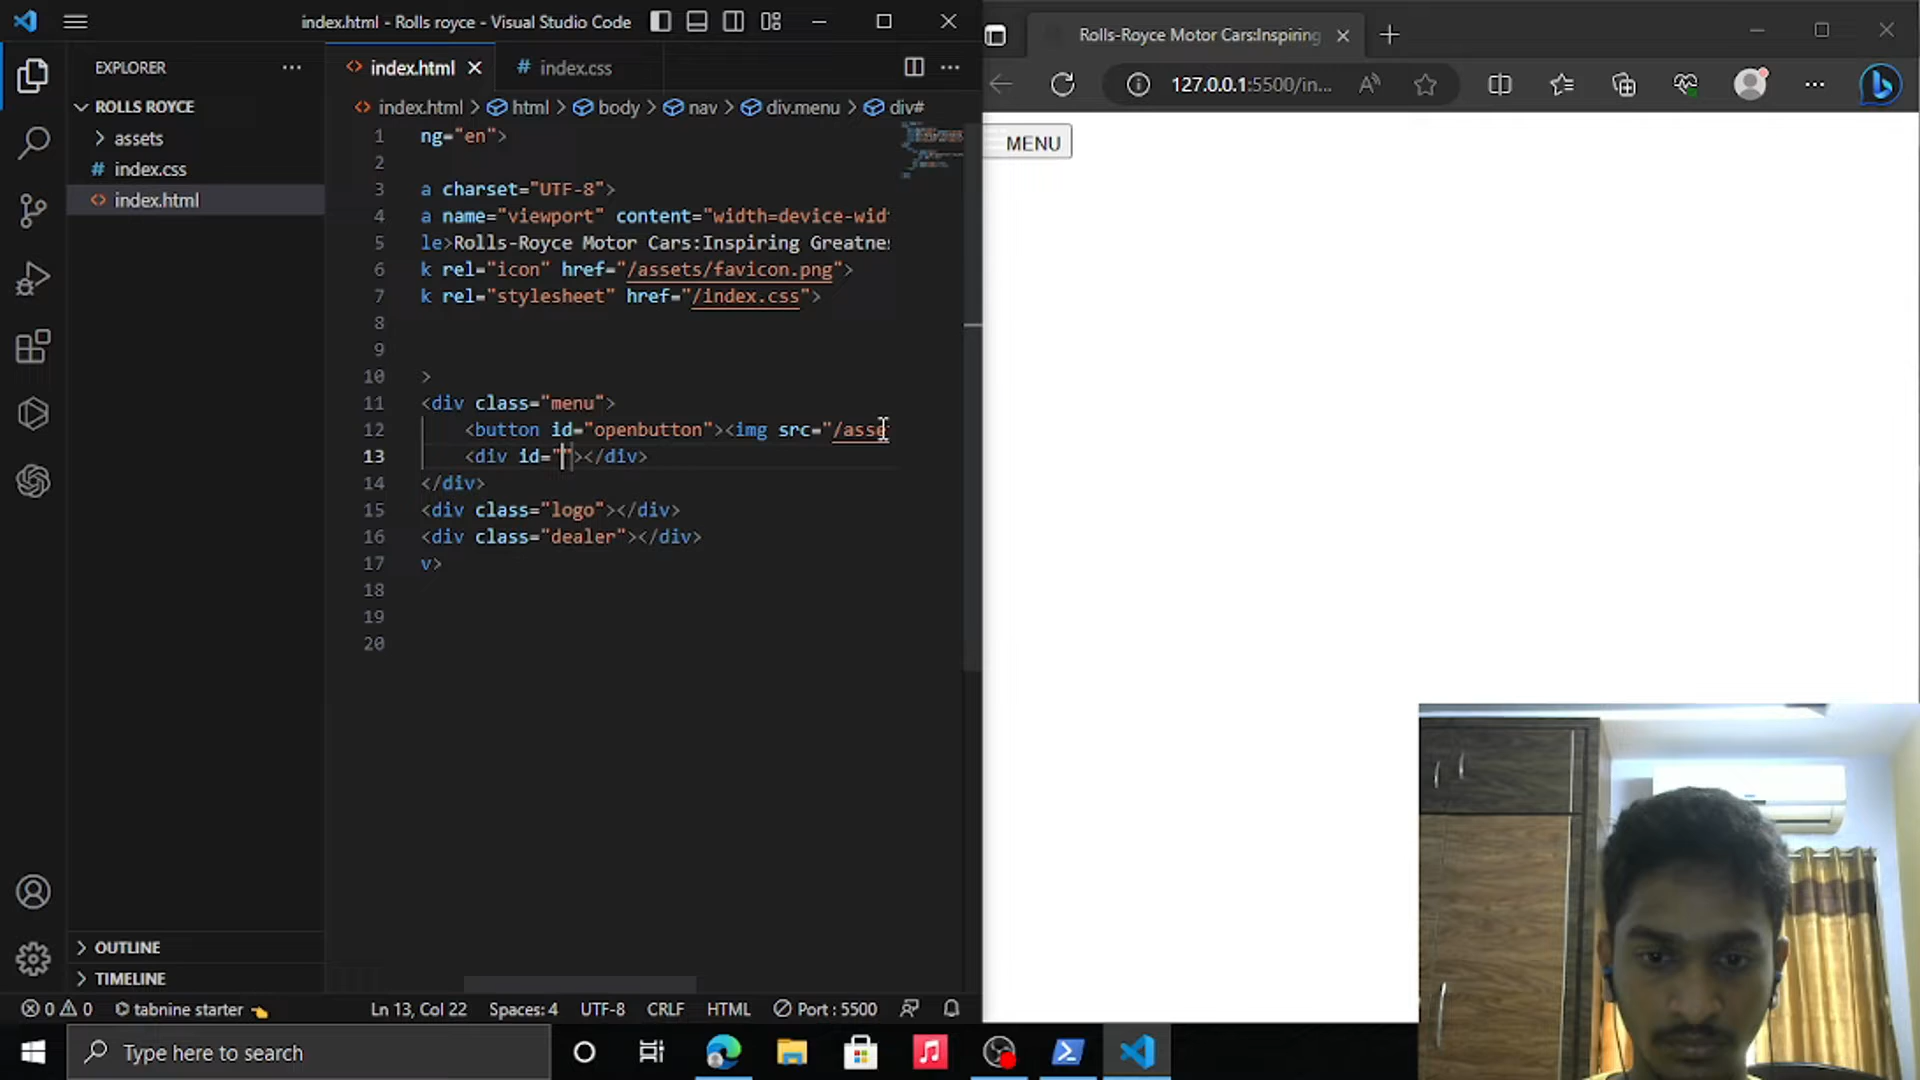 index.html - Rolls royce - Visual Studio Code
EXPLORER
ROLLS ROYCE
assets
# index.css
<> index.html
OUTLINE
TIMELINE
<> index.html
# index.css
<> index.html > html > body > nav > div.menu > div#
1 ng="en">
2
3 a charset="UTF-8">
4 a name="viewport" content="width=device-wid
5 le>Rolls-Royce Motor Cars:Inspiring Greatnes
6 k rel="icon" href="/assets/favicon.png">
7 k rel="stylesheet" href="/index.css">
8
9
10 >
11 <div class="menu">
12 <button id="openbutton"><img src="/asse
13 <div id=""></div>
14 </div>
15 <div class="logo"></div>
16 <div class="dealer"></div>
17 v>
18
19
20
0 0 tabnine starter Ln 13, Col 22 Spaces: 4 UTF-8 CRLF HTML Port : 5500
Rolls-Royce Motor Cars:Inspiring
127.0.0.1:5500/in...
MENU
Type here to search